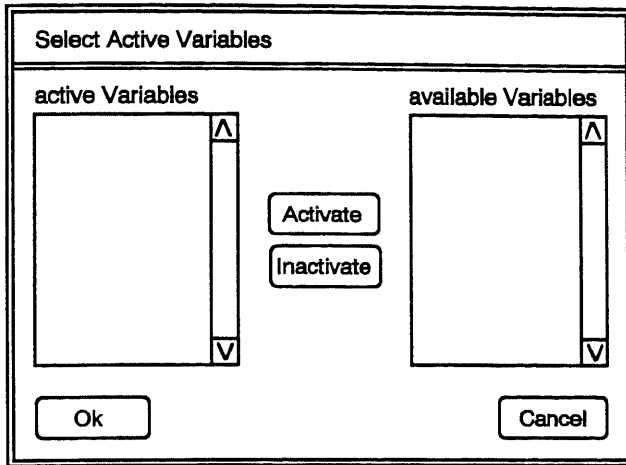 Select Active Variables
active Variables
available Variables
Activate
Inactivate
Ok
Cancel